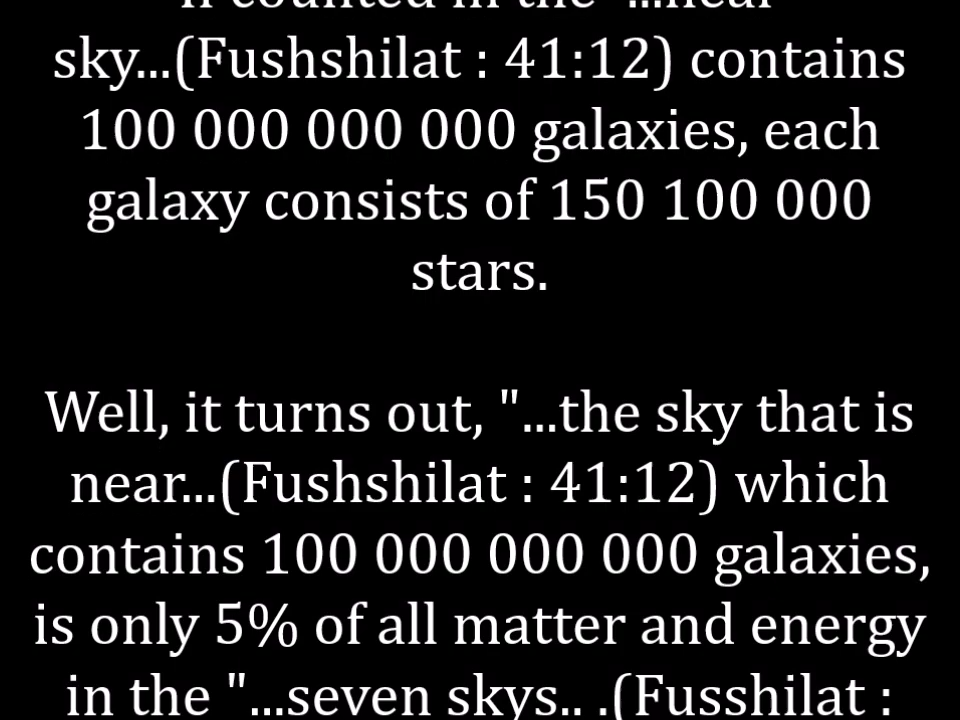 If counted in the "...near
sky...(Fushshilat : 41:12) contains
100 000 000 000 galaxies, each
galaxy consists of 150 100 000
stars.
Well, it turns out, "...the sky that is
near...(Fushshilat : 41:12) which
contains 100 000 000 000 galaxies,
is only 5% of all matter and energy
in the "...seven skys.. .(Fusshilat :